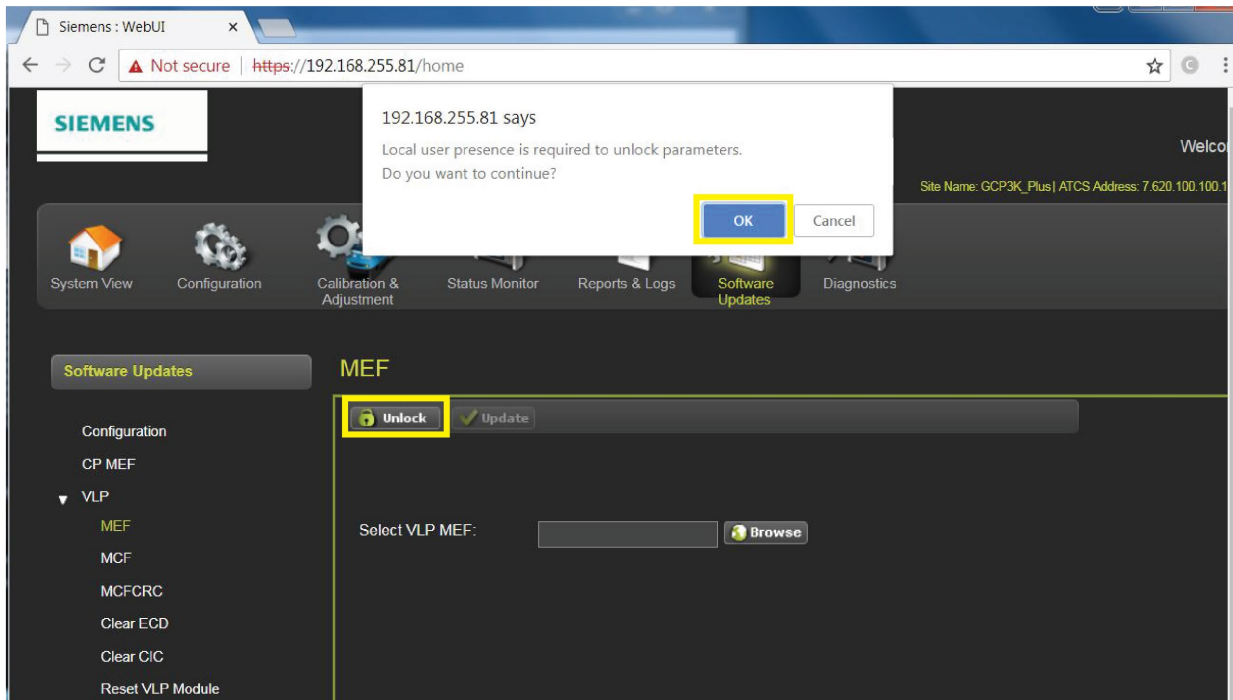 Siemens : WebUI
Not secure | https://192.168.255.81/home
SIEMENS
192.168.255.81 says
Local user presence is required to unlock parameters.
Do you want to continue?
OK Cancel
Site Name: GCP3K_Plus| ATCS Address: 7.620.100.100.1
System View
Configuration
Calibration &
Adjustment
Status Monitor
Reports & Logs
Software
Updates
Diagnostics
Software Updates
Configuration
CP MEF
VLP
MEF
MCF
MCFCRC
Clear ECD
Clear CIC
Reset VLP Module
MEF
Unlock Update
Select VLP MEF: Browse